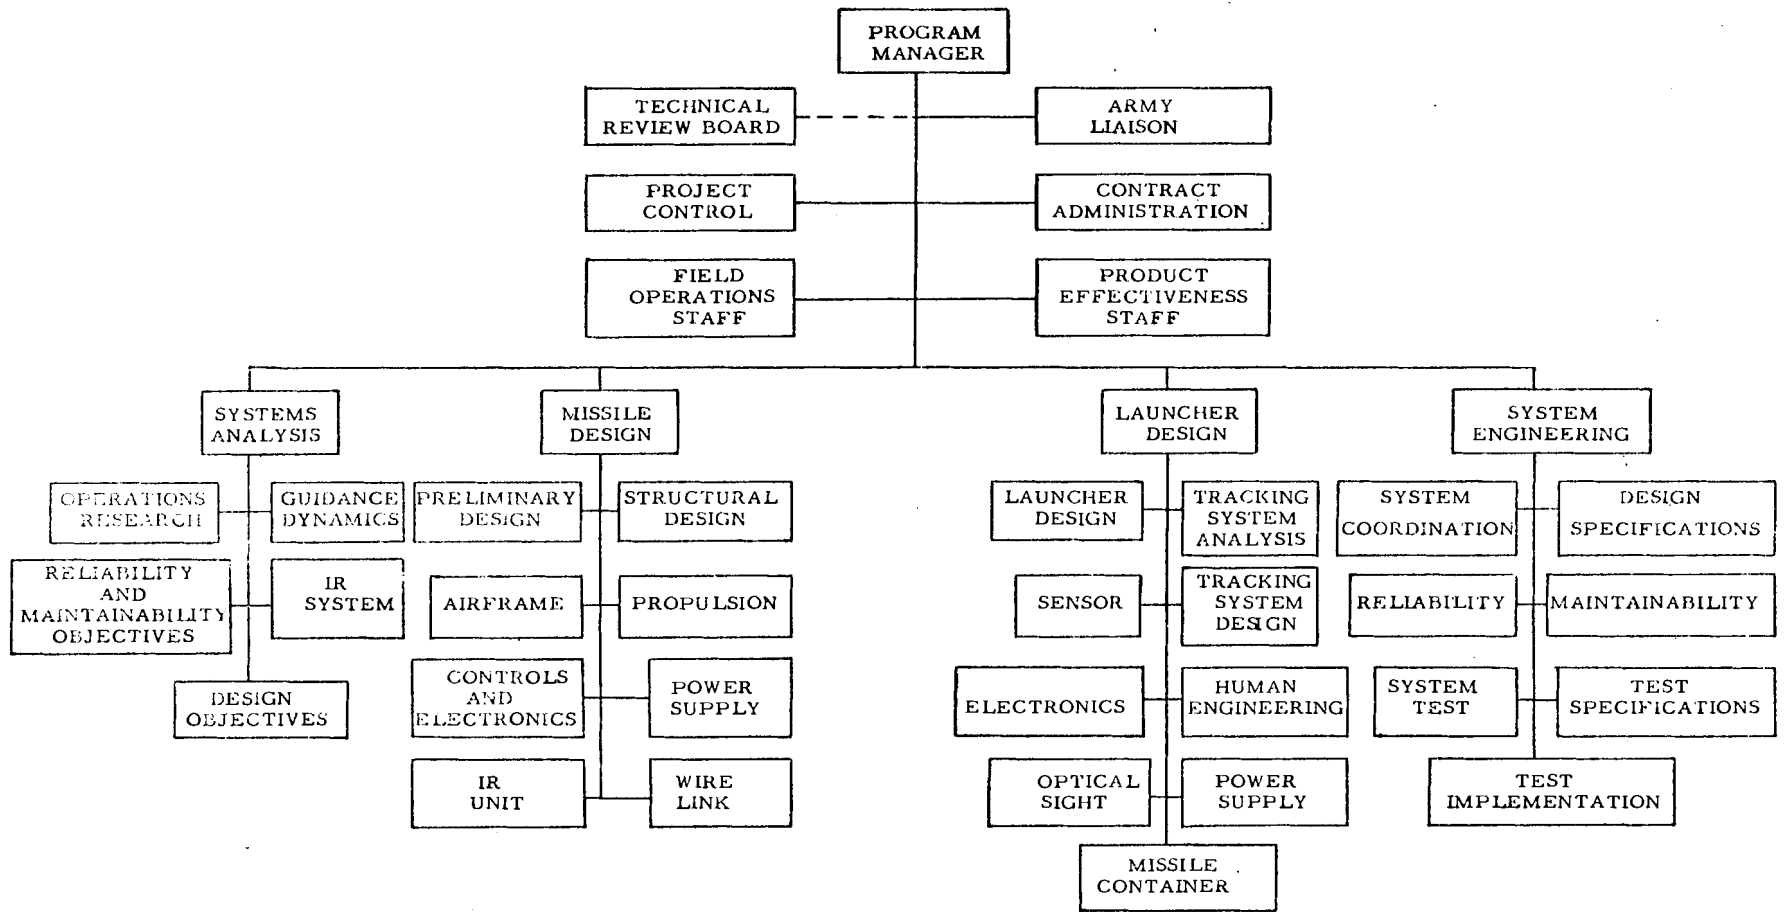 PROGRAM
MANAGER
TECHNICAL
REVIEW BOARD
ARMY
LIAISON
PROJECT
CONTROL
CONTRACT
ADMINISTRATION
FIELD
OPERATIONS
STAFF
PRODUCT
EFFECTIVENESS
STAFF
SYSTEMS
ANALYSIS
MISSILE
DESIGN
LAUNCHER
DESIGN
SYSTEM
ENGINEERING
OPERATIONS
RESEARCH
GUIDANCE
DYNAMICS
PRELIMINARY
DESIGN
STRUCTURAL
DESIGN
LAUNCHER
DESIGN
TRACKING
SYSTEM
ANALYSIS
SYSTEM
COORDINATION
DESIGN
SPECIFICATIONS
RELIABILITY
AND
MAINTAINABILITY
OBJECTIVES
IR
SYSTEM
AIRFRAME
PROPULSION
SENSOR
TRACKING
SYSTEM
DESIGN
RELIABILITY
MAINTAINABILITY
DESIGN
OBJECTIVES
CONTROLS
AND
ELECTRONICS
POWER
SUPPLY
ELECTRONICS
HUMAN
ENGINEERING
SYSTEM
TEST
TEST
SPECIFICATIONS
IR
UNIT
WIRE
LINK
OPTICAL
SIGHT
POWER
SUPPLY
TEST
IMPLEMENTATION
MISSILE
CONTAINER